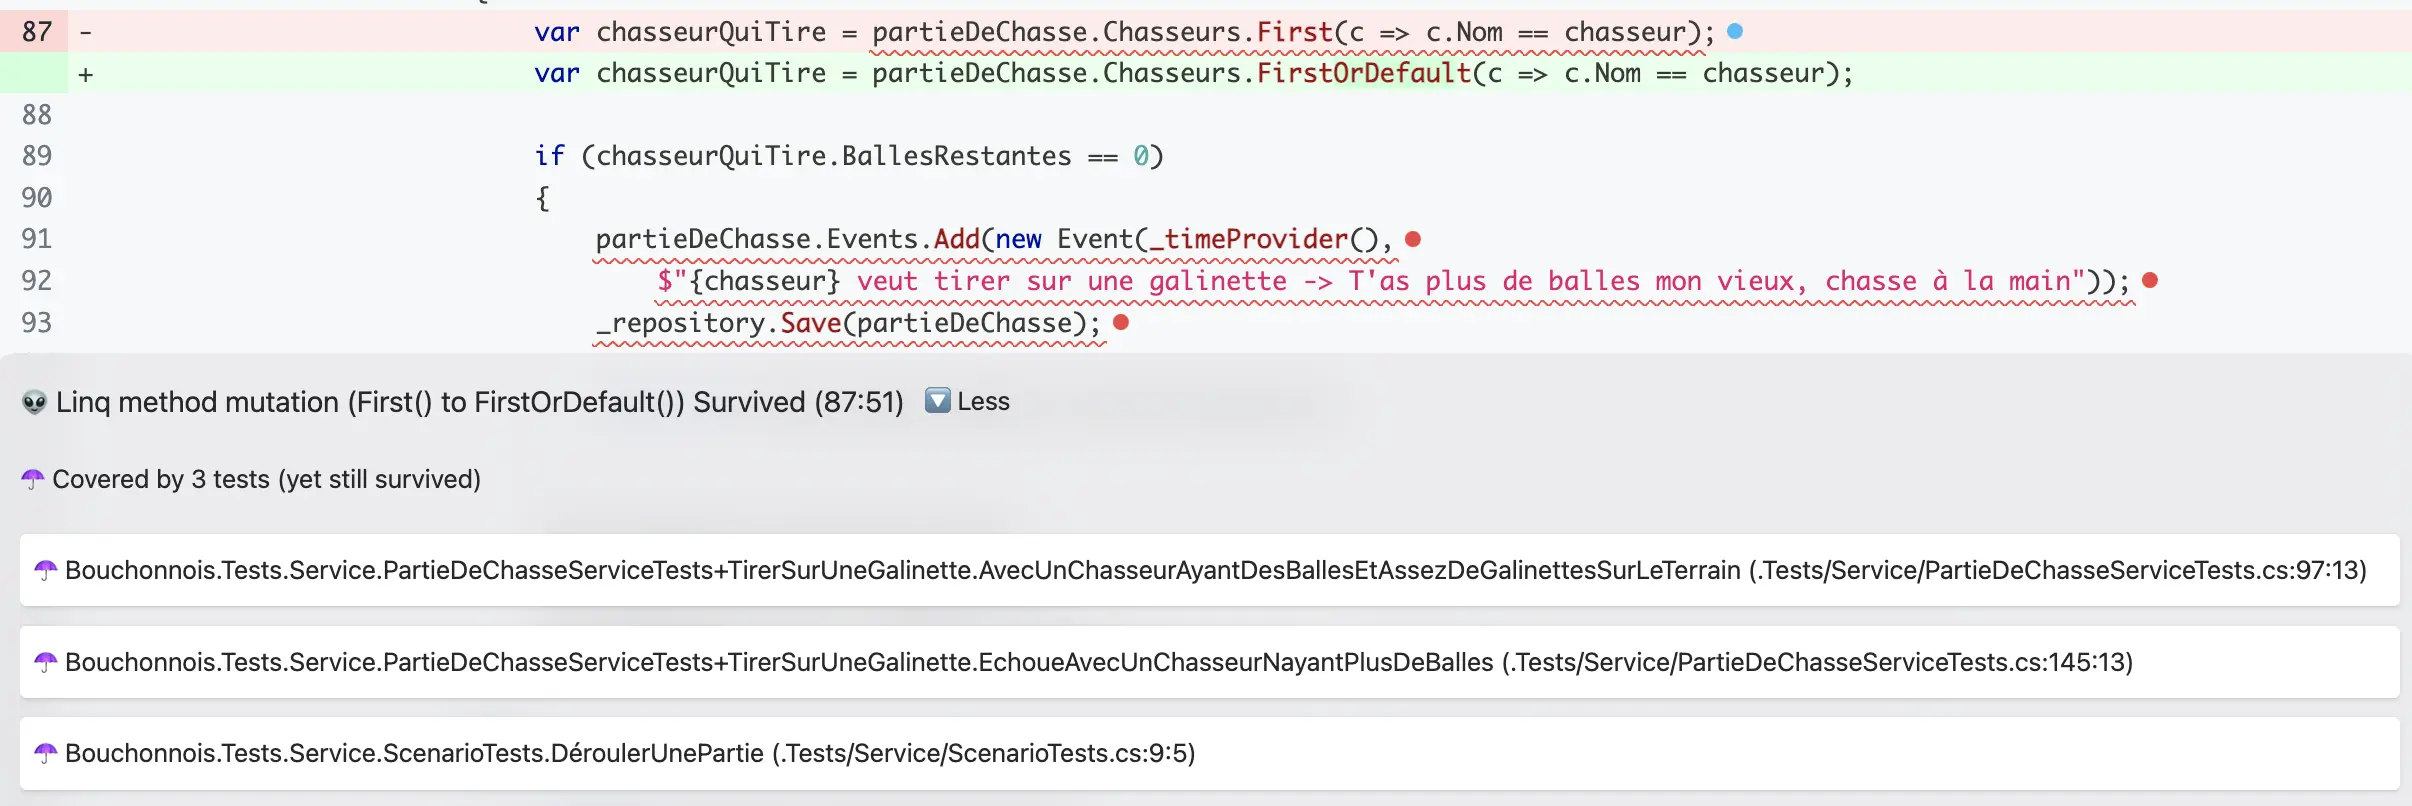 87 - var chasseurQuiTire = partieDeChasse.Chasseurs.First(c => c.Nom == chasseur);
+ var chasseurQuiTire = partieDeChasse.Chasseurs.FirstOrDefault(c => c.Nom == chasseur);
88
89 if (chasseurQuiTire.BallesRestantes == 0)
90 {
91 partieDeChasse.Events.Add(new Event(_timeProvider(),
92 $"{chasseur} veut tirer sur une galinette -> T'as plus de balles mon vieux, chasse à la main"));
93 _repository.Save(partieDeChasse);
👽 Linq method mutation (First() to FirstOrDefault()) Survived (87:51) 🔽 Less
☂️ Covered by 3 tests (yet still survived)
☂️ Bouchonnois.Tests.Service.PartieDeChasseServiceTests+TirerSurUneGalinette.AvecUnChasseurAyantDesBallesEtAssezDeGalinettesSurLeTerrain (.Tests/Service/PartieDeChasseServiceTests.cs:97:13)
☂️ Bouchonnois.Tests.Service.PartieDeChasseServiceTests+TirerSurUneGalinette.EchoueAvecUnChasseurNayantPlusDeBalles (.Tests/Service/PartieDeChasseServiceTests.cs:145:13)
☂️ Bouchonnois.Tests.Service.ScenarioTests.DéroulerUnePartie (.Tests/Service/ScenarioTests.cs:9:5)